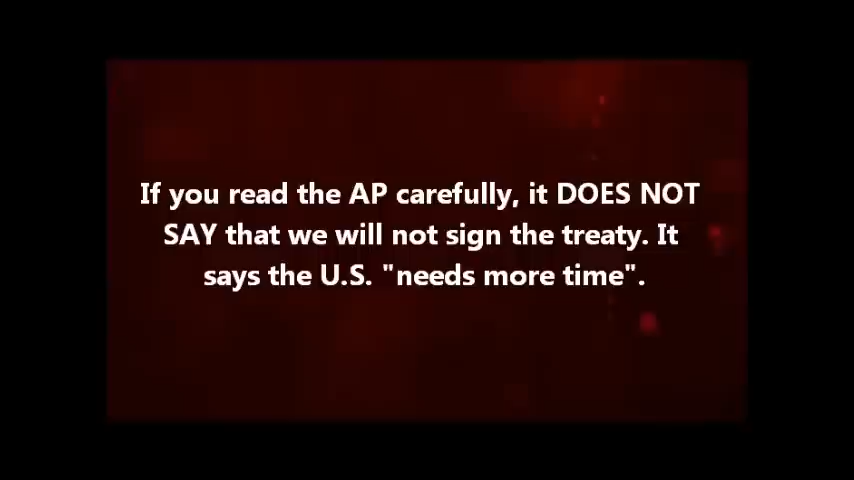 If you read the AP carefully, it DOES NOT
SAY that we will not sign the treaty. It
says the U.S. "needs more time".